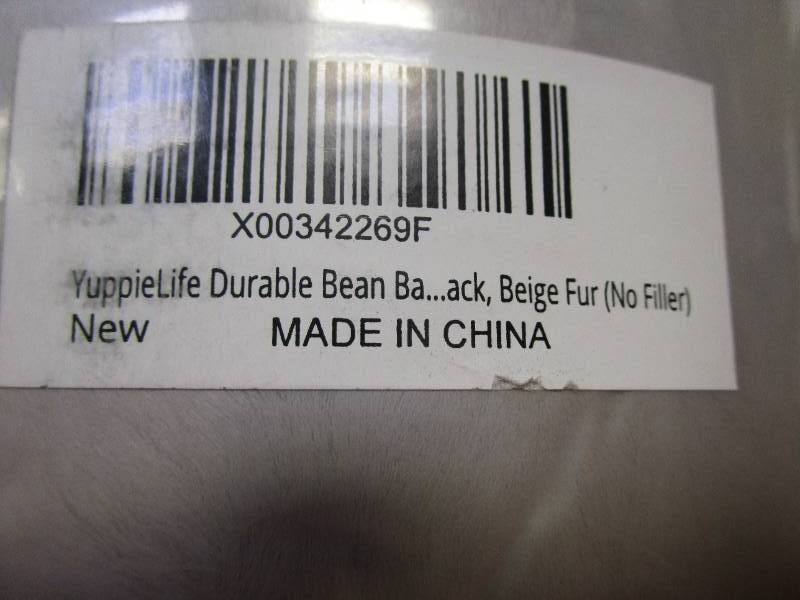 X00342269F
YuppieLife Durable Bean Ba...ack, Beige Fur (No Filler)
New MADE IN CHINA